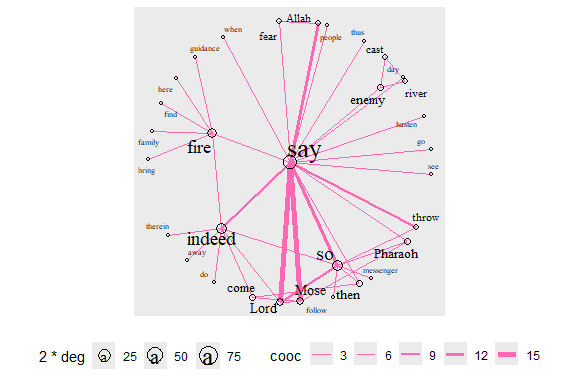 Allah
when
fear
people
thus
guidance
cast
day
here
enemy
river
find
hasten
family
fire
say
go
bring
see
throw
therein
indeed
so
Pharaoh
away
messenger
do
come
Mose
then
Lord
follow
2 * deg a 25 a 50 a 75 cooc 3 6 9 12 15